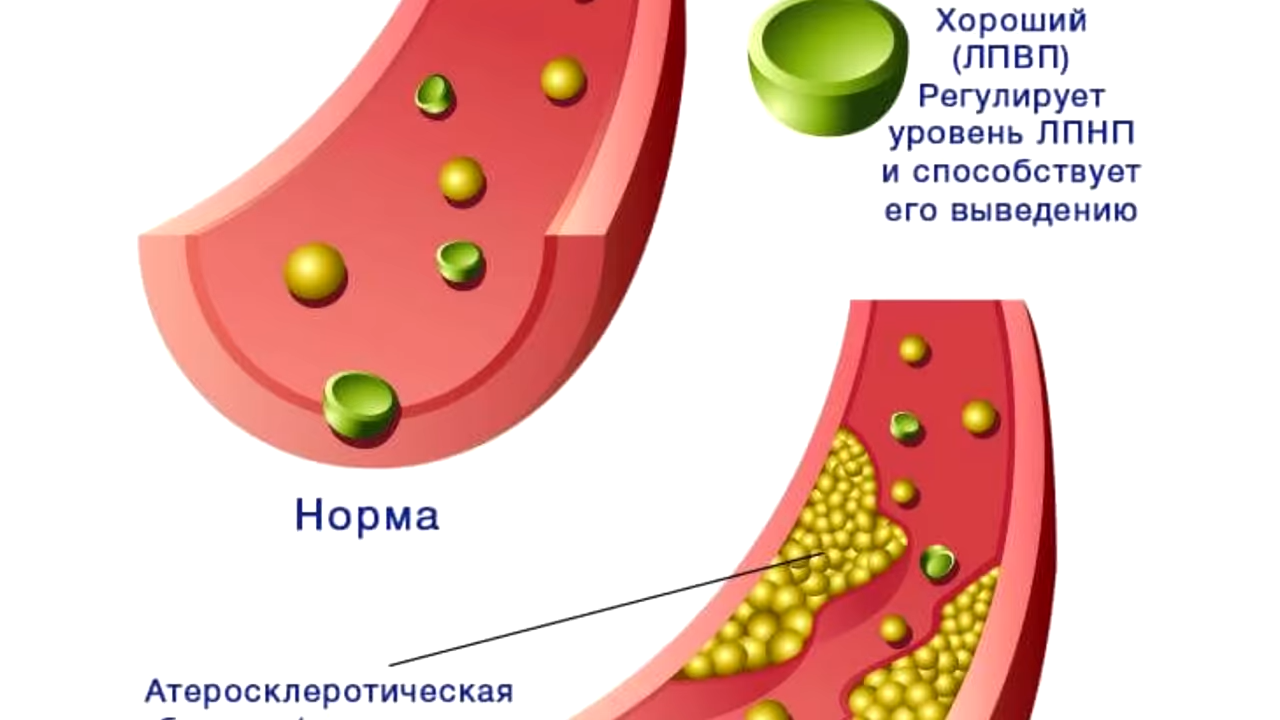 Хороший
(ЛПВП)
Регулирует
уровень ЛПНП
и способствует
его выведению
Норма
Атеросклеротическая